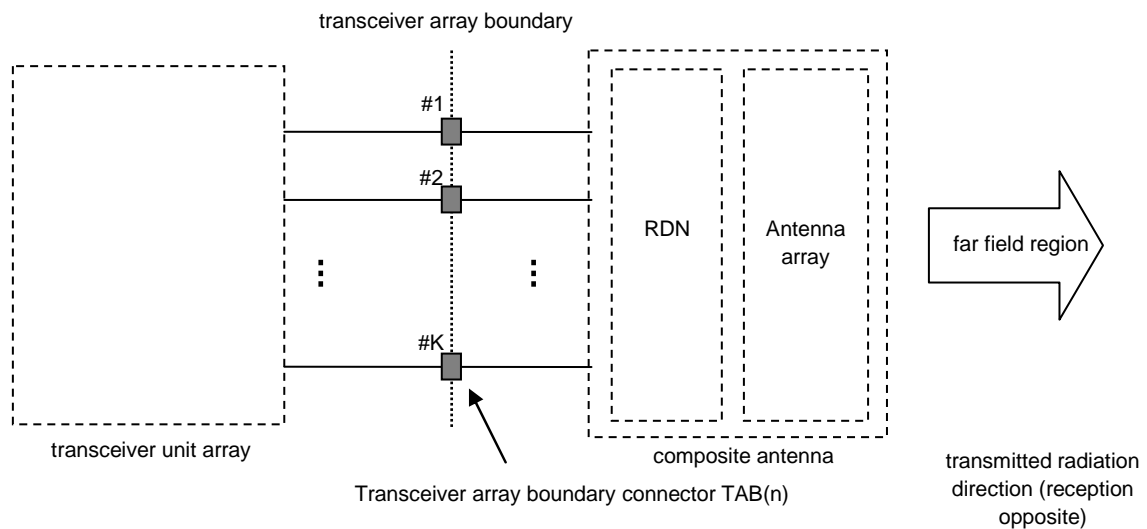 transceiver array boundary
#1
#2
RDN
Antenna
array
far field region
#K
transceiver unit array
composite antenna
Transceiver array boundary connector TAB(n)
transmitted radiation
direction (reception
opposite)